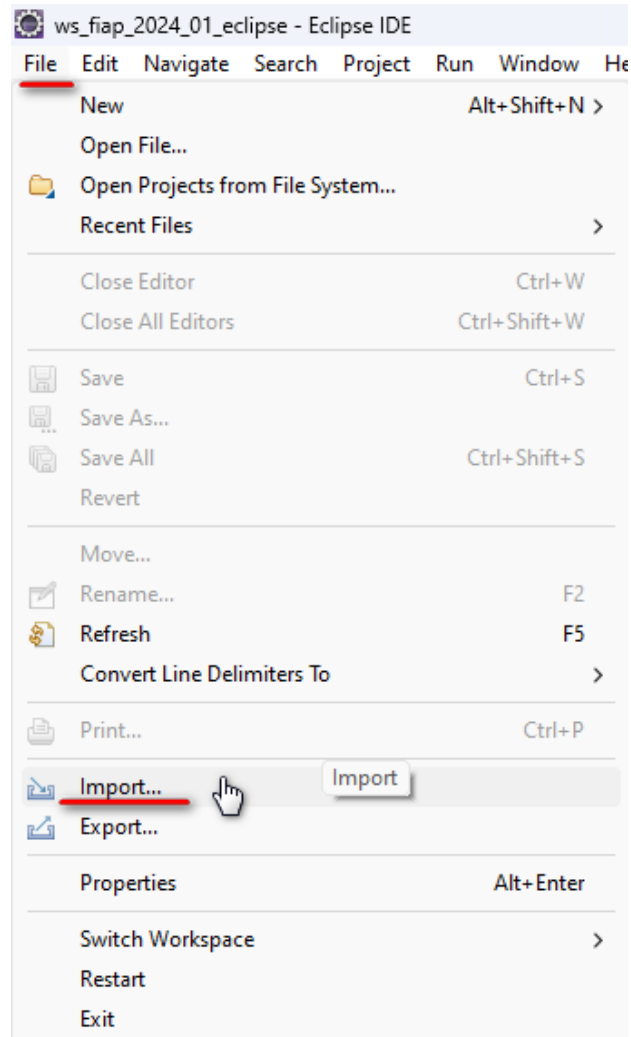 ws_fiap_2024_01_eclipse - Eclipse IDE
File Edit Navigate Search Project Run Window He
New Alt+Shift+N >
Open File...
Open Projects from File System...
Recent Files >
Close Editor Ctrl+W
Close All Editors Ctrl+Shift+W
Save Ctrl+S
Save As...
Save All Ctrl+Shift+S
Revert
Move...
Rename... F2
Refresh F5
Convert Line Delimiters To >
Print... Ctrl+P
Import... Import
Export...
Properties Alt+Enter
Switch Workspace >
Restart
Exit